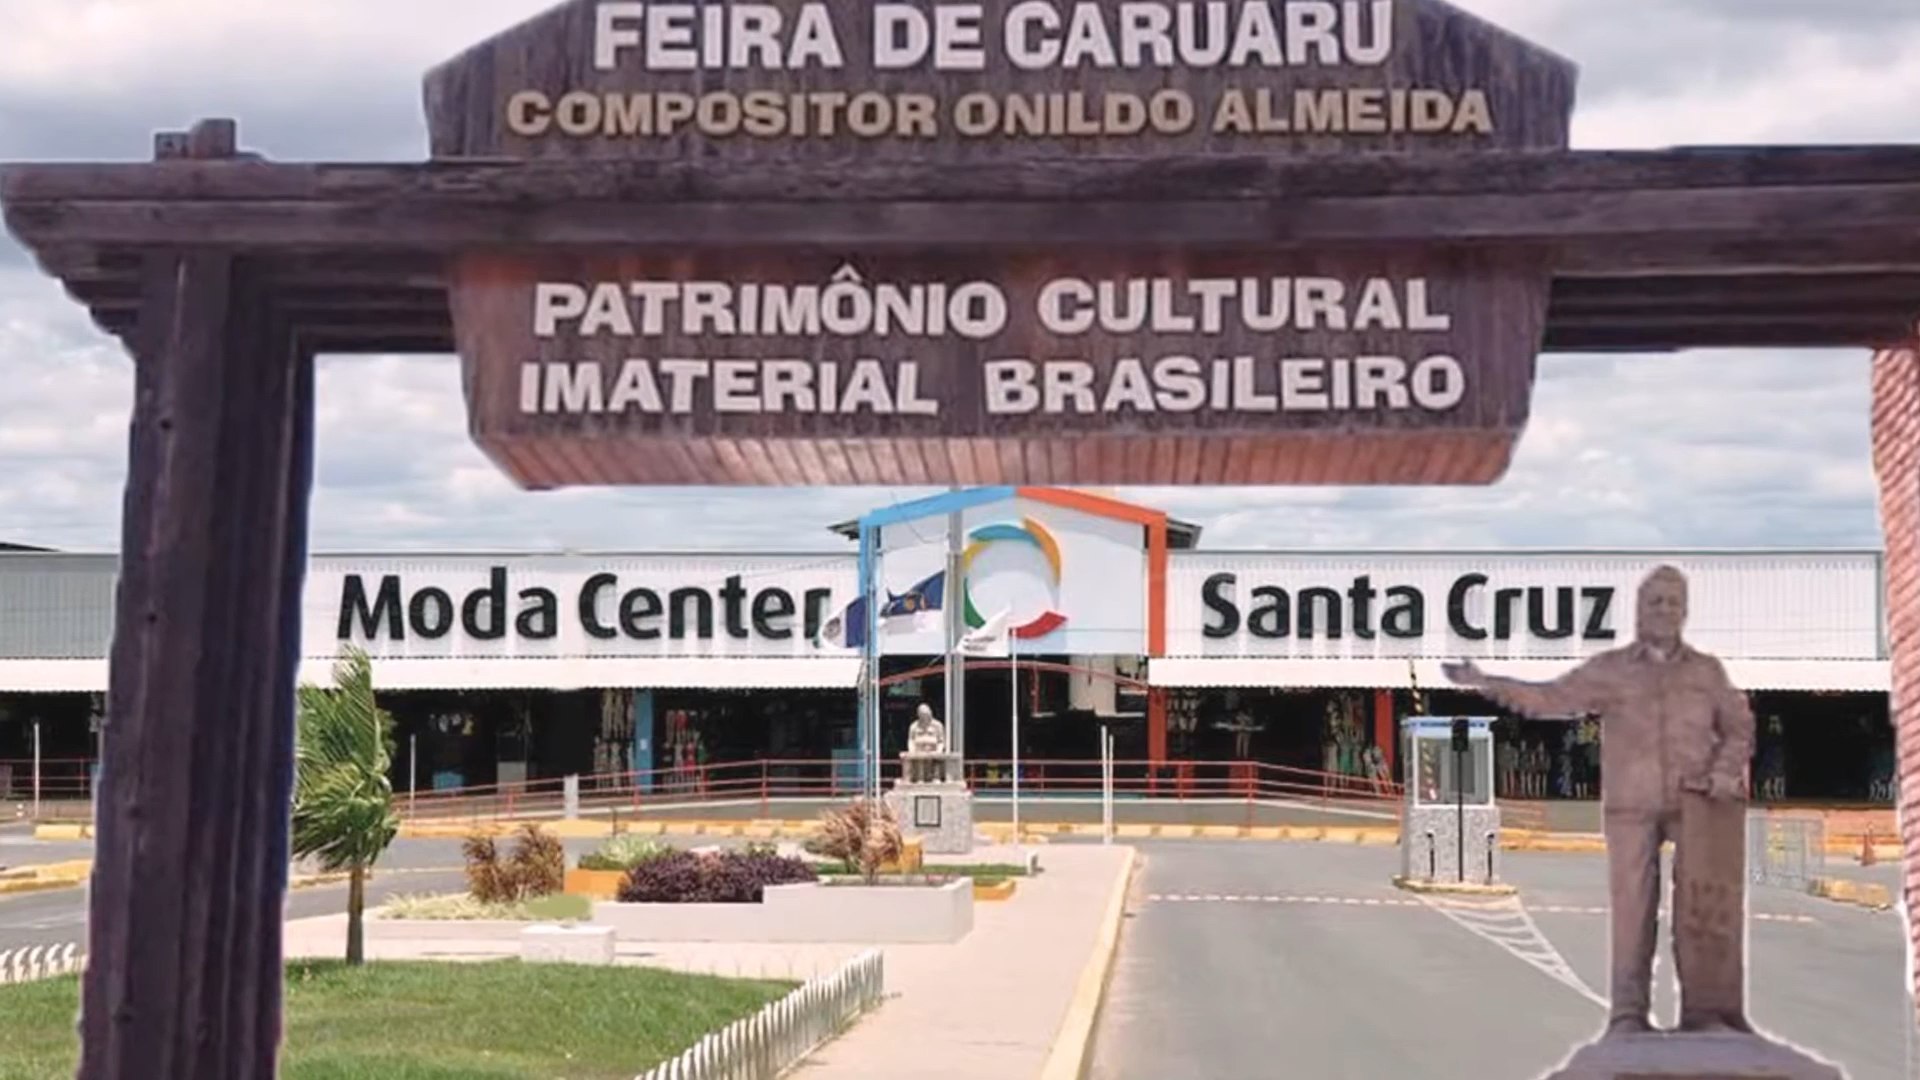 FEIRA DE CARUARU
COMPOSITOR ONILDO ALMEIDA
PATRIMÔNIO CULTURAL
IMATERIAL BRASILEIRO
Moda Center Santa Cruz